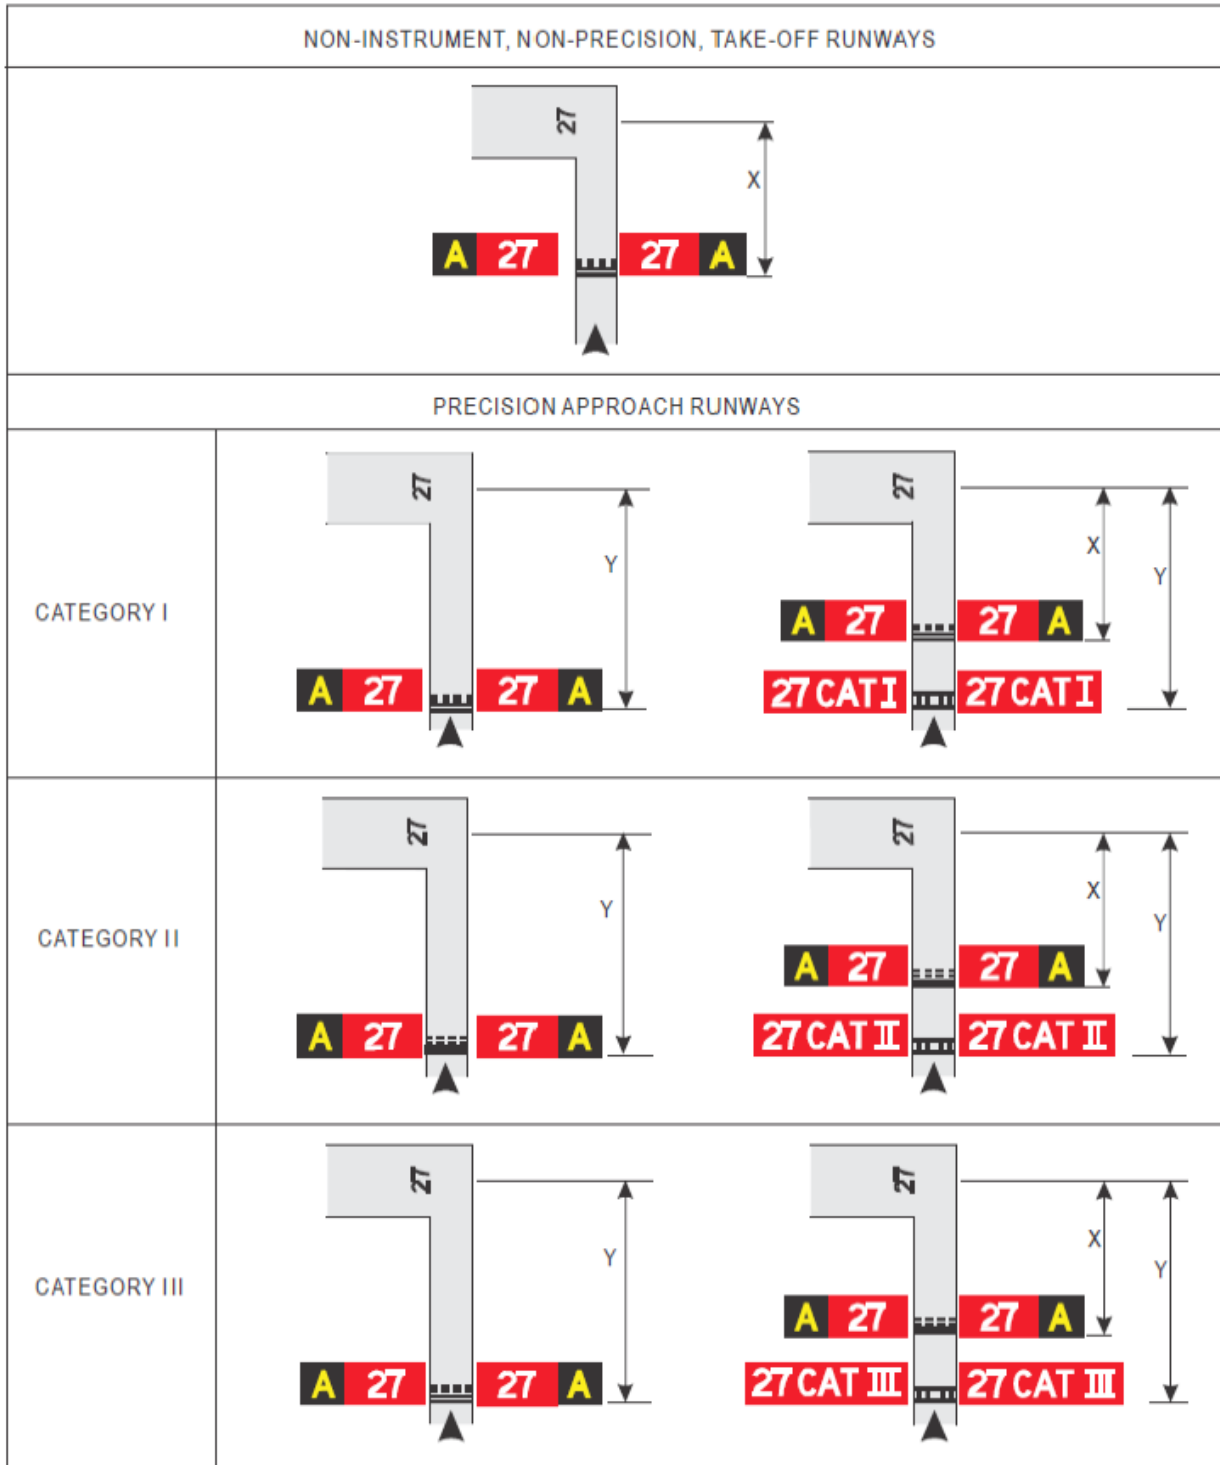 NON-INSTRUMENT, NON-PRECISION, TAKE-OFF RUNWAYS
27
X
A 27 27 A
PRECISION APPROACH RUNWAYS
CATEGORY I
27
Y
A 27 27 A
27
X
Y
A 27 27 A
27 CAT I 27 CAT I
CATEGORY II
27
Y
A 27 27 A
27
X
Y
A 27 27 A
27 CAT II 27 CAT II
CATEGORY III
27
Y
A 27 27 A
27
X
Y
A 27 27 A
27 CAT III 27 CAT III